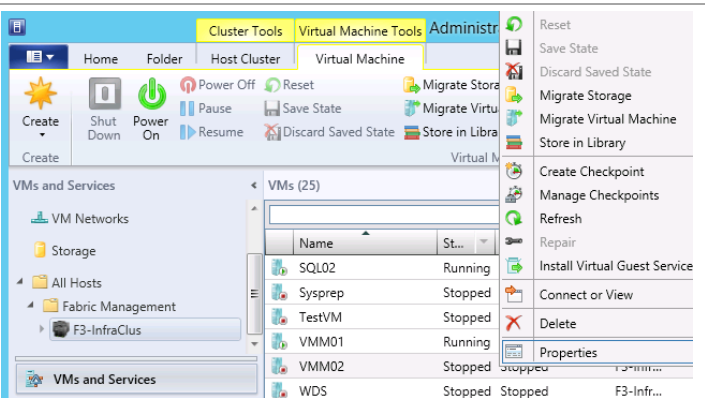 Cluster Tools
Virtual Machine Tools
Administr
Home
Folder
Host Cluster
Virtual Machine
Create
Shut Down
Power On
Power Off
Pause
Resume
Reset
Save State
Discard Saved State
Migrate Stora
Migrate Virtu
Store in Libra
Create
Virtual M
VMs and Services
VM Networks
Storage
All Hosts
Fabric Management
F3-InfraClus
VMs and Services
VMs (25)
Name St...
SQL02 Running
Sysprep Stopped
TestVM Stopped
VMM01 Running
VMM02 Stopped Stopped F3-Infr...
WDS Stopped Stopped F3-Infr...
Reset
Save State
Discard Saved State
Migrate Storage
Migrate Virtual Machine
Store in Library
Create Checkpoint
Manage Checkpoints
Refresh
Repair
Install Virtual Guest Service
Connect or View
Delete
Properties